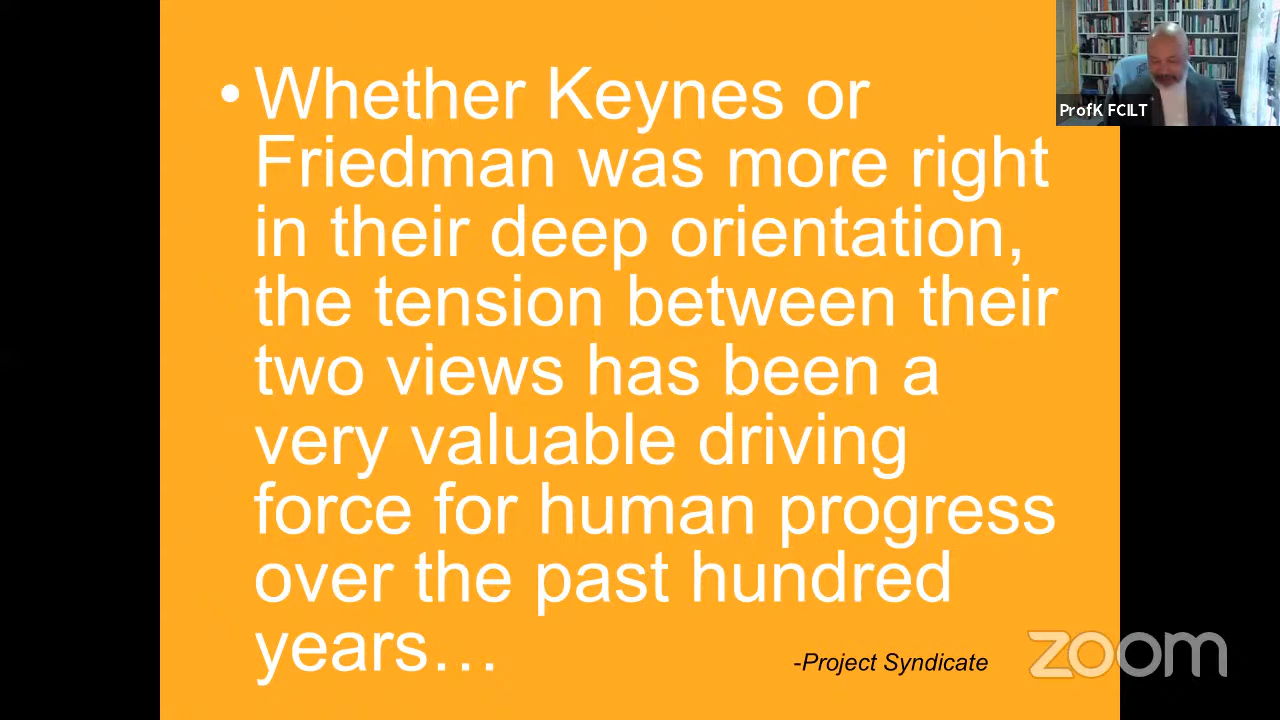 ProfK FCILT
• Whether Keynes or
Friedman was more right
in their deep orientation,
the tension between their
two views has been a
very valuable driving
force for human progress
over the past hundred
years…
-Project Syndicate
zoom